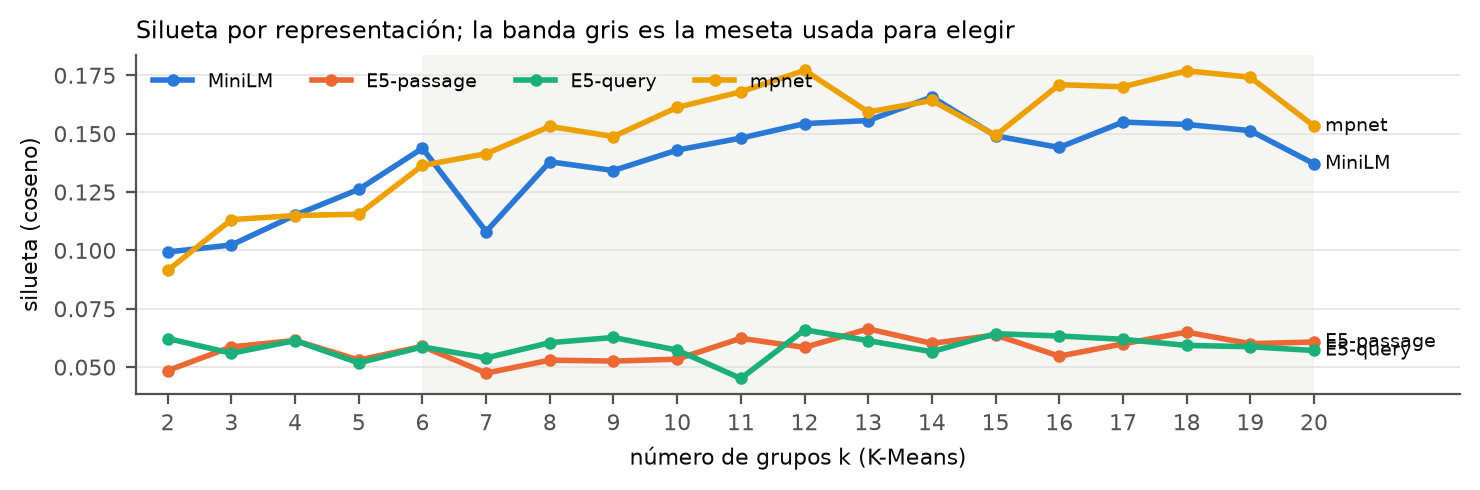 Silueta por representación; la banda gris es la meseta usada para elegir
MiniLM E5-passage E5-query mpnet
silueta (coseno)
0.175
0.150
0.125
0.100
0.075
0.050
mpnet
MiniLM
E5-passage
E5-query
2 3 4 5 6 7 8 9 10 11 12 13 14 15 16 17 18 19 20
número de grupos k (K-Means)